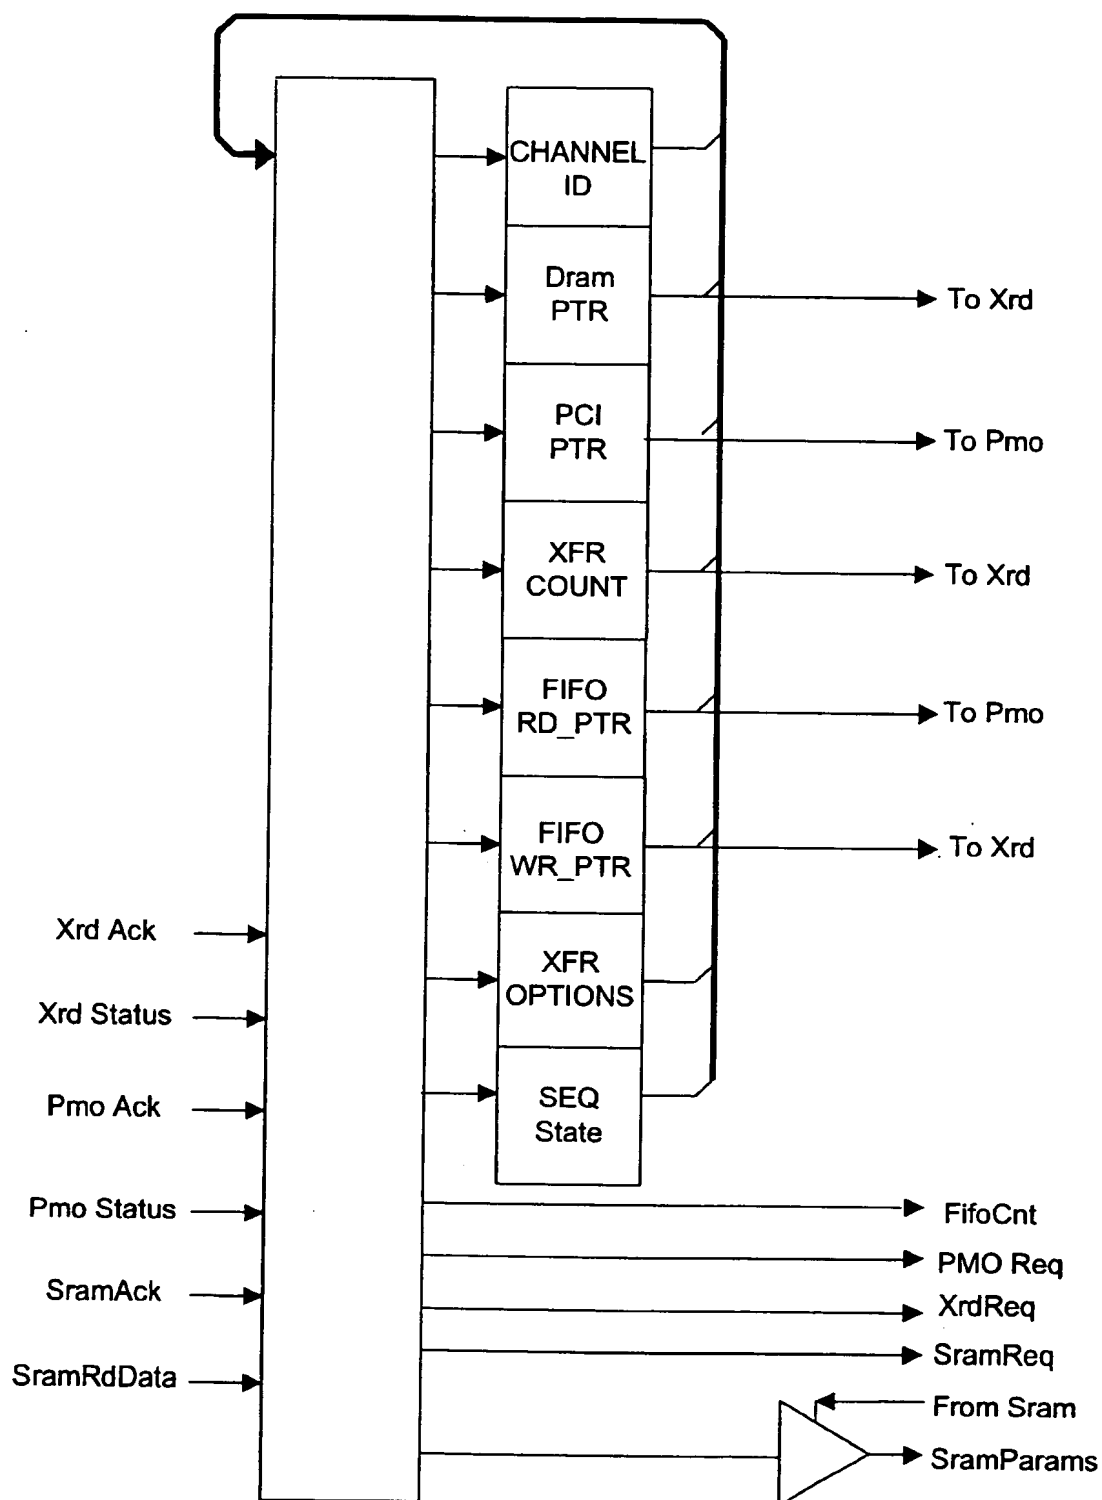 CHANNEL
ID
Dram
PTR
To Xrd
PCI
PTR
To Pmo
XFR
COUNT
To Xrd
FIFO
RD_PTR
To Pmo
FIFO
WR_PTR
To Xrd
Xrd Ack
XFR
OPTIONS
Xrd Status
Pmo Ack
SEQ
State
Pmo Status
FifoCnt
PMO Req
SramAck
XrdReq
SramReq
SramRdData
From Sram
SramParams